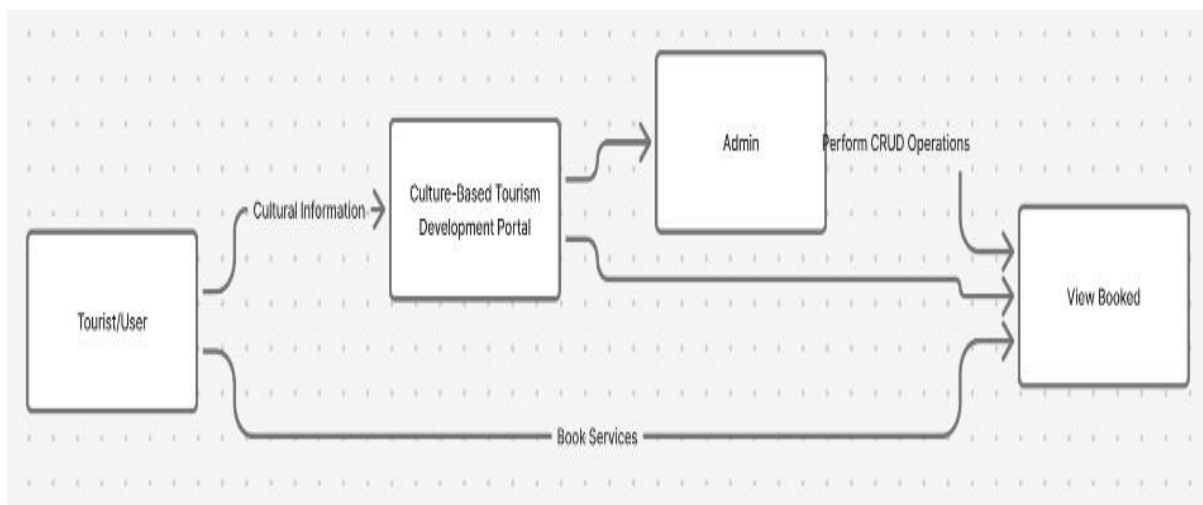 Admin
Perform CRUD Operations
Culture-Based Tourism
Development Portal
Cultural Information
Tourist/User
View Booked
Book Services